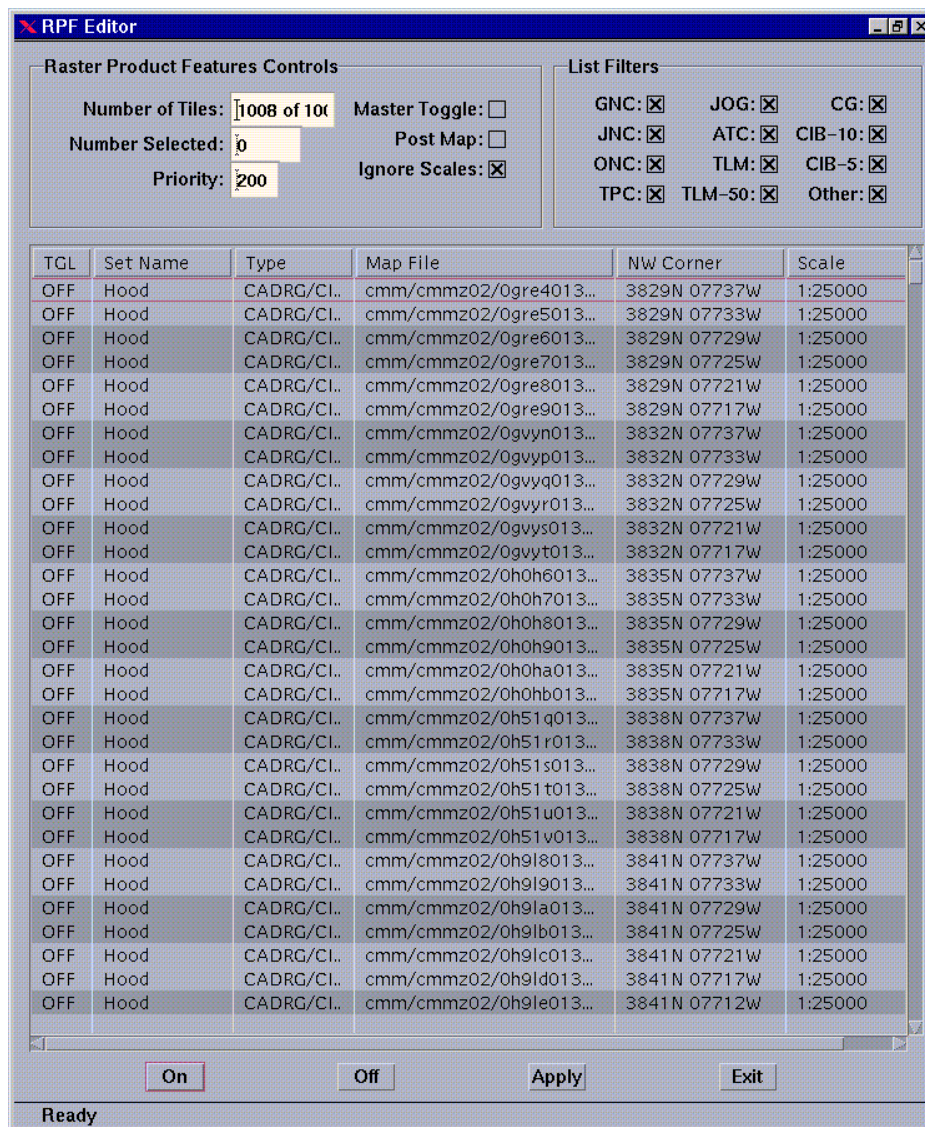 RPF Editor
Raster Product Features Controls
Number of Tiles: 1008 of 10(
Master Toggle:
Number Selected: 0
Post Map:
Priority: 200
Ignore Scales:
List Filters
GNC: JOG: CG:
JNC: ATC: CIB-10:
ONC: TLM: CIB-5:
TPC: TLM-50: Other:
TGL Set Name Type Map File NW Corner Scale
OFF Hood CADRG/CI.. cmm/cmmz02/0gre4013... 3829N 07737W 1:25000
OFF Hood CADRG/CI.. cmm/cmmz02/0gre5013... 3829N 07733W 1:25000
OFF Hood CADRG/CI.. cmm/cmmz02/0gre6013... 3829N 07729W 1:25000
OFF Hood CADRG/CI.. cmm/cmmz02/0gre7013... 3829N 07725W 1:25000
OFF Hood CADRG/CI.. cmm/cmmz02/0gre8013... 3829N 07721W 1:25000
OFF Hood CADRG/CI.. cmm/cmmz02/0gre9013... 3829N 07717W 1:25000
OFF Hood CADRG/CI.. cmm/cmmz02/0gvyn013... 3832N 07737W 1:25000
OFF Hood CADRG/CI.. cmm/cmmz02/0gvyp013... 3832N 07733W 1:25000
OFF Hood CADRG/CI.. cmm/cmmz02/0gvyq013... 3832N 07729W 1:25000
OFF Hood CADRG/CI.. cmm/cmmz02/0gvyr013... 3832N 07725W 1:25000
OFF Hood CADRG/CI.. cmm/cmmz02/0gvys013... 3832N 07721W 1:25000
OFF Hood CADRG/CI.. cmm/cmmz02/0gvyt013... 3832N 07717W 1:25000
OFF Hood CADRG/CI.. cmm/cmmz02/0h0h6013... 3835N 07737W 1:25000
OFF Hood CADRG/CI.. cmm/cmmz02/0h0h7013... 3835N 07733W 1:25000
OFF Hood CADRG/CI.. cmm/cmmz02/0h0h8013... 3835N 07729W 1:25000
OFF Hood CADRG/CI.. cmm/cmmz02/0h0h9013... 3835N 07725W 1:25000
OFF Hood CADRG/CI.. cmm/cmmz02/0h0ha013... 3835N 07721W 1:25000
OFF Hood CADRG/CI.. cmm/cmmz02/0h0hb013... 3835N 07717W 1:25000
OFF Hood CADRG/CI.. cmm/cmmz02/0h51q013... 3838N 07737W 1:25000
OFF Hood CADRG/CI.. cmm/cmmz02/0h51r013... 3838N 07733W 1:25000
OFF Hood CADRG/CI.. cmm/cmmz02/0h51s013... 3838N 07729W 1:25000
OFF Hood CADRG/CI.. cmm/cmmz02/0h51t013... 3838N 07725W 1:25000
OFF Hood CADRG/CI.. cmm/cmmz02/0h51u013... 3838N 07721W 1:25000
OFF Hood CADRG/CI.. cmm/cmmz02/0h51v013... 3838N 07717W 1:25000
OFF Hood CADRG/CI.. cmm/cmmz02/0h9l8013... 3841N 07737W 1:25000
OFF Hood CADRG/CI.. cmm/cmmz02/0h9l9013... 3841N 07733W 1:25000
OFF Hood CADRG/CI.. cmm/cmmz02/0h9la013... 3841N 07729W 1:25000
OFF Hood CADRG/CI.. cmm/cmmz02/0h9lb013... 3841N 07725W 1:25000
OFF Hood CADRG/CI.. cmm/cmmz02/0h9lc013... 3841N 07721W 1:25000
OFF Hood CADRG/CI.. cmm/cmmz02/0h9ld013... 3841N 07717W 1:25000
OFF Hood CADRG/CI.. cmm/cmmz02/0h9le013... 3841N 07712W 1:25000
On Off Apply Exit
Ready